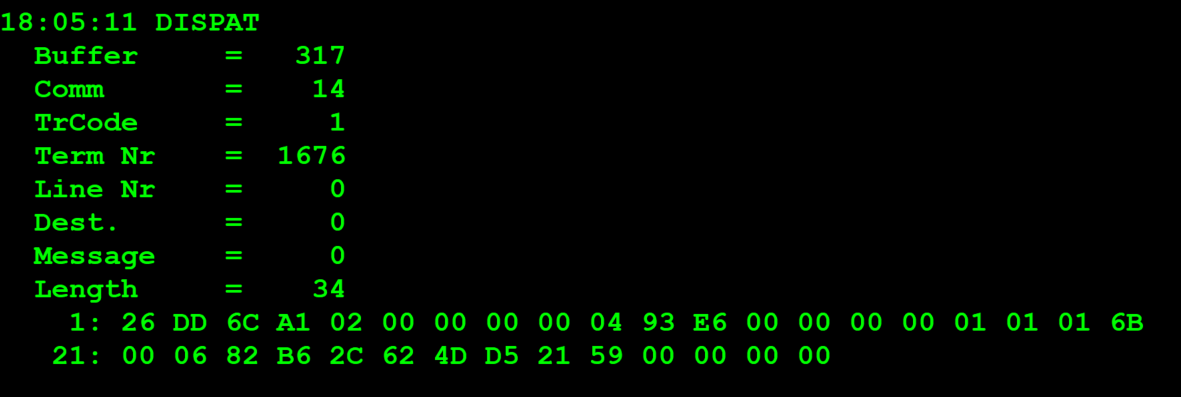 18:05:11 DISPAT
Buffer = 317
Comm = 14
TrCode = 1
Term Nr = 1676
Line Nr = 0
Dest. = 0
Message = 0
Length = 34
1: 26 DD 6C A1 02 00 00 00 00 04 93 E6 00 00 00 00 01 01 01 6B
21: 00 06 82 B6 2C 62 4D D5 21 59 00 00 00 00